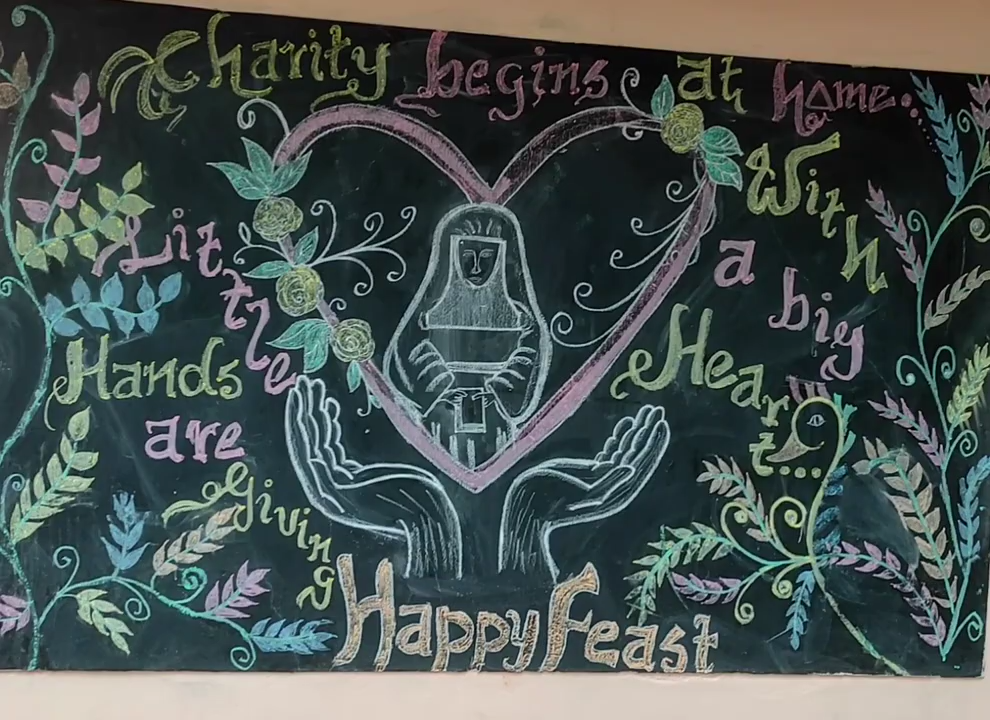 Charity begins at home..
Little
Hands
are
Giving
With
a
big
Heart....
Happy Feast